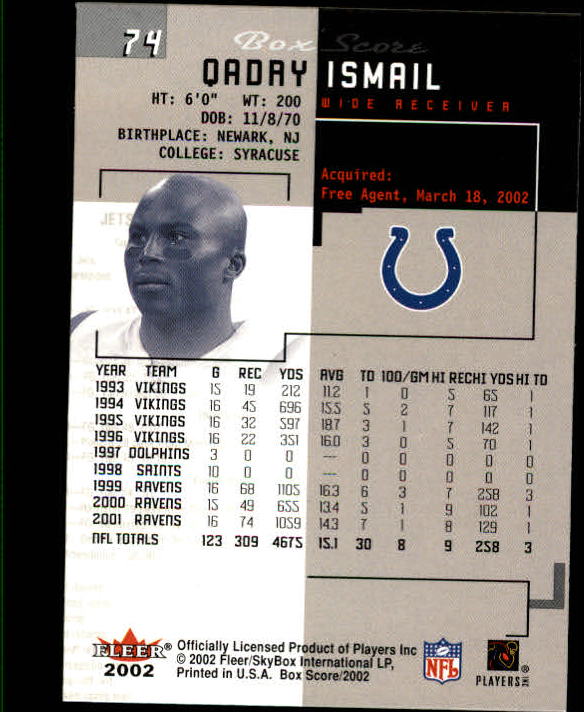 74
Box Score
QADRY ISMAIL
HT: 6'0" WT: 200
WIDE RECEIVER
DOB: 11/8/70
BIRTHPLACE: NEWARK, NJ
COLLEGE: SYRACUSE
Acquired:
Free Agent, March 18, 2002
JETS
YEAR TEAM G REC YDS AVG TD 100/GM HI REC HI YDS HI TD
1993 VIKINGS 15 19 212 11.2 1 0 5 65 1
1994 VIKINGS 16 45 696 15.5 5 2 7 117 1
1995 VIKINGS 16 32 597 18.7 3 1 7 142 1
1996 VIKINGS 16 22 351 16.0 3 0 5 70 1
1997 DOLPHINS 3 0 0 --- 0 0 0 0 0
1998 SAINTS 10 0 0 --- 0 0 0 0 0
1999 RAVENS 16 68 1105 16.3 6 3 7 258 3
2000 RAVENS 15 49 655 13.4 5 1 9 102 1
2001 RAVENS 16 74 1059 14.3 7 1 8 129 1
NFL TOTALS 123 309 4675 15.1 30 8 9 258 3
FLEER®
2002
Officially Licensed Product of Players Inc
© 2002 Fleer/SkyBox International LP,
Printed in U.S.A. Box Score/2002
NFL
PLAYERS INC